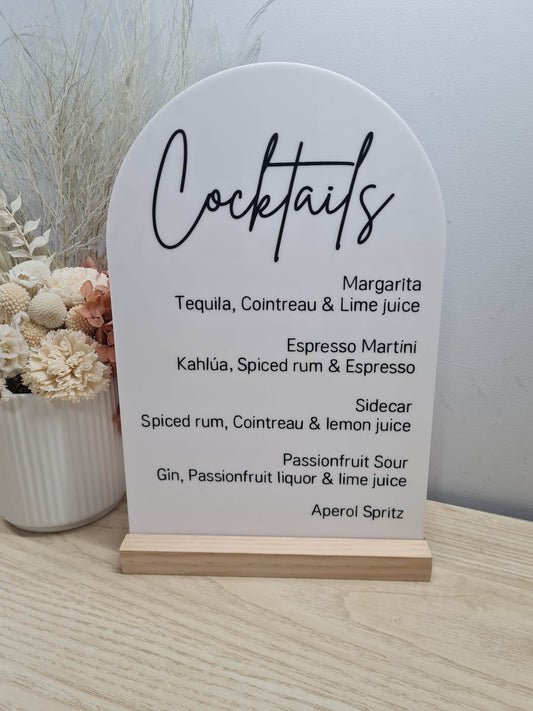 Cocktails
Margarita
Tequila, Cointreau & Lime juice
Espresso Martini
Kahlúa, Spiced rum & Espresso
Sidecar
Spiced rum, Cointreau & lemon juice
Passionfruit Sour
Gin, Passionfruit liquor & lime juice
Aperol Spritz